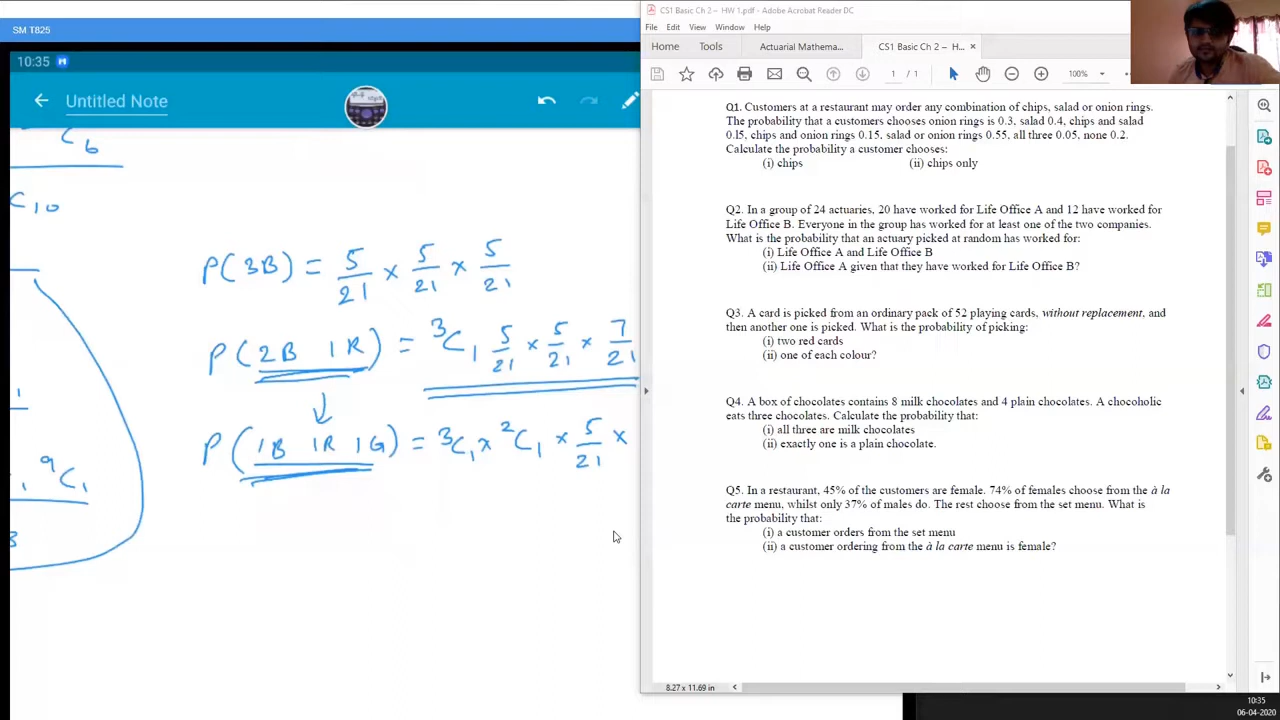 SM T825
10:35
Untitled Note
C₆
C₁₀
1
⁹C₁
P(3B) = 5/21 × 5/21 × 5/21
P(2B 1R) = ³C₁ 5/21 × 5/21 × 7/21
P(1B 1R 1G) = ³C₁ × ²C₁ × 5/21 ×
CS1 Basic Ch 2 – HW 1.pdf - Adobe Acrobat Reader DC
File Edit View Window Help
Home Tools Actuarial Mathema... CS1 Basic Ch 2 – H... ×
1 / 1 100%
Q1. Customers at a restaurant may order any combination of chips, salad or onion rings.
The probability that a customers chooses onion rings is 0.3, salad 0.4, chips and salad
0.15, chips and onion rings 0.15, salad or onion rings 0.55, all three 0.05, none 0.2.
Calculate the probability a customer chooses:
(i) chips (ii) chips only
Q2. In a group of 24 actuaries, 20 have worked for Life Office A and 12 have worked for
Life Office B. Everyone in the group has worked for at least one of the two companies.
What is the probability that an actuary picked at random has worked for:
(i) Life Office A and Life Office B
(ii) Life Office A given that they have worked for Life Office B?
Q3. A card is picked from an ordinary pack of 52 playing cards, without replacement, and
then another one is picked. What is the probability of picking:
(i) two red cards
(ii) one of each colour?
Q4. A box of chocolates contains 8 milk chocolates and 4 plain chocolates. A chocoholic
eats three chocolates. Calculate the probability that:
(i) all three are milk chocolates
(ii) exactly one is a plain chocolate.
Q5. In a restaurant, 45% of the customers are female. 74% of females choose from the à la
carte menu, whilst only 37% of males do. The rest choose from the set menu. What is
the probability that:
(i) a customer orders from the set menu
(ii) a customer ordering from the à la carte menu is female?
8.27 x 11.69 in
10:35
06-04-2020